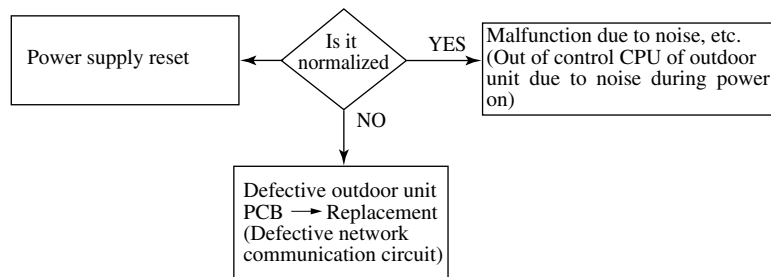 Power supply reset
Is it
normalized
YES
Malfunction due to noise, etc.
(Out of control CPU of outdoor
unit due to noise during power
on)
NO
Defective outdoor unit
PCB → Replacement
(Defective network
communication circuit)